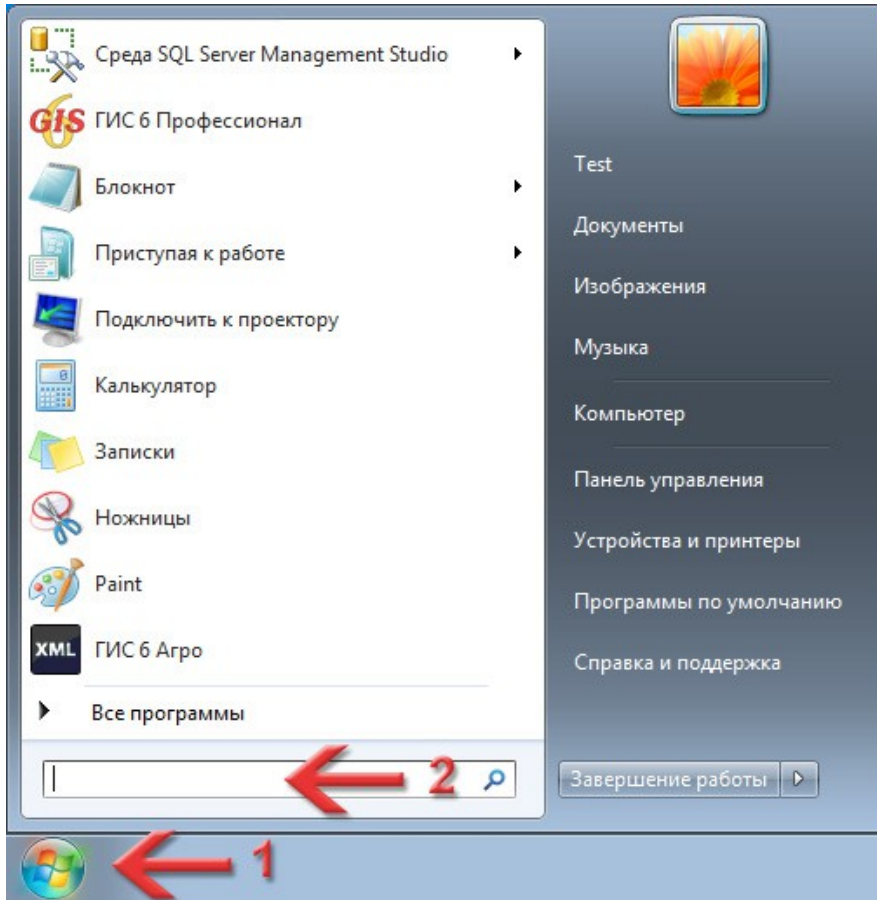 Среда SQL Server Management Studio
GIS 6 ГИС 6 Профессионал
Блокнот
Приступая к работе
Подключить к проектору
0 Калькулятор
Записки
Ножницы
Paint
XML ГИС 6 Агро
Все программы
2
Test
Документы
Изображения
Музыка
Компьютер
Панель управления
Устройства и принтеры
Программы по умолчанию
Справка и поддержка
Завершение работы
1